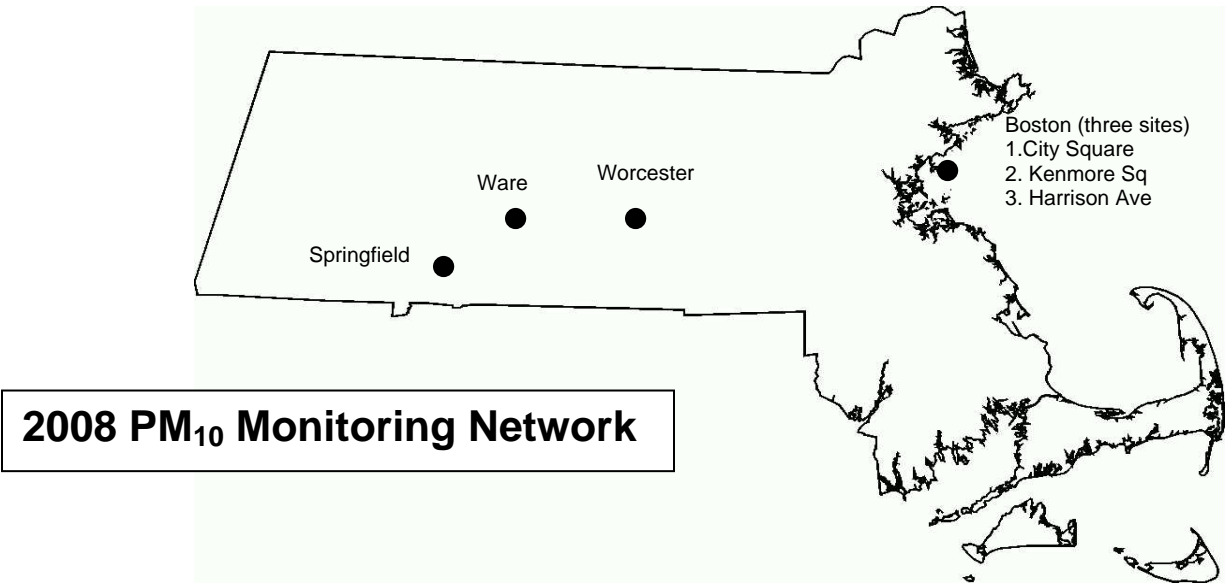 Boston (three sites)
1.City Square
2. Kenmore Sq
3. Harrison Ave
Ware
Worcester
Springfield
2008 PM₁₀ Monitoring Network